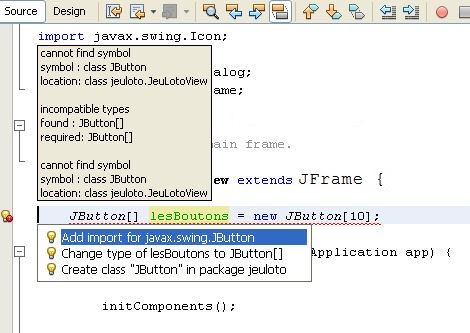 Source Design
import javax.swing.Icon;
cannot find symbol
symbol : class JButton
location: class jeuloto.JeuLotoView
alog;
ame;
incompatible types
found : JButton[]
required: JButton[]
ain frame.
cannot find symbol
symbol : class JButton
location: class jeuloto.JeuLotoView
ew extends JFrame {
JButton[] lesBoutons = new JButton[10];
Add import for javax.swing.JButton
Change type of lesBoutons to JButton[]
Application app) {
Create class "JButton" in package jeuloto
initComponents();